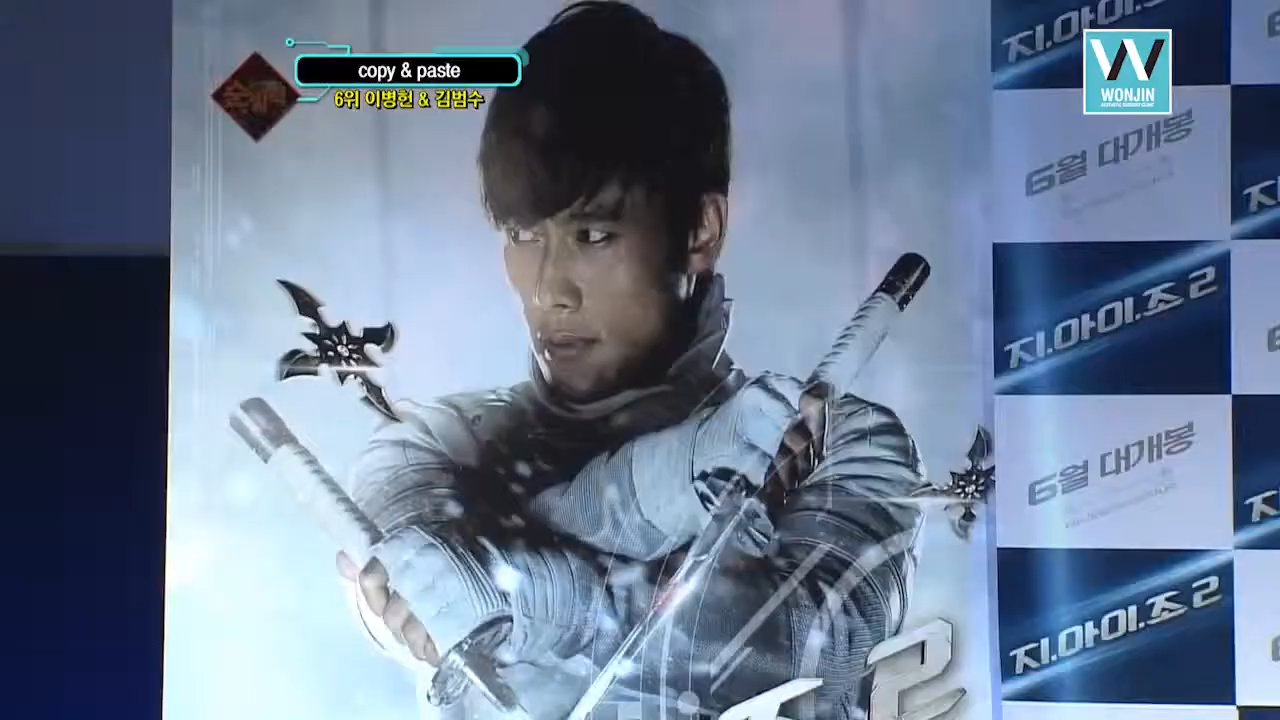 copy & paste
6위 이병헌 & 김범수
W
WONJIN
지.아이.조
6월 대개봉
지.아이.조 2
6월 대개봉
지.아이.조 2
조 2